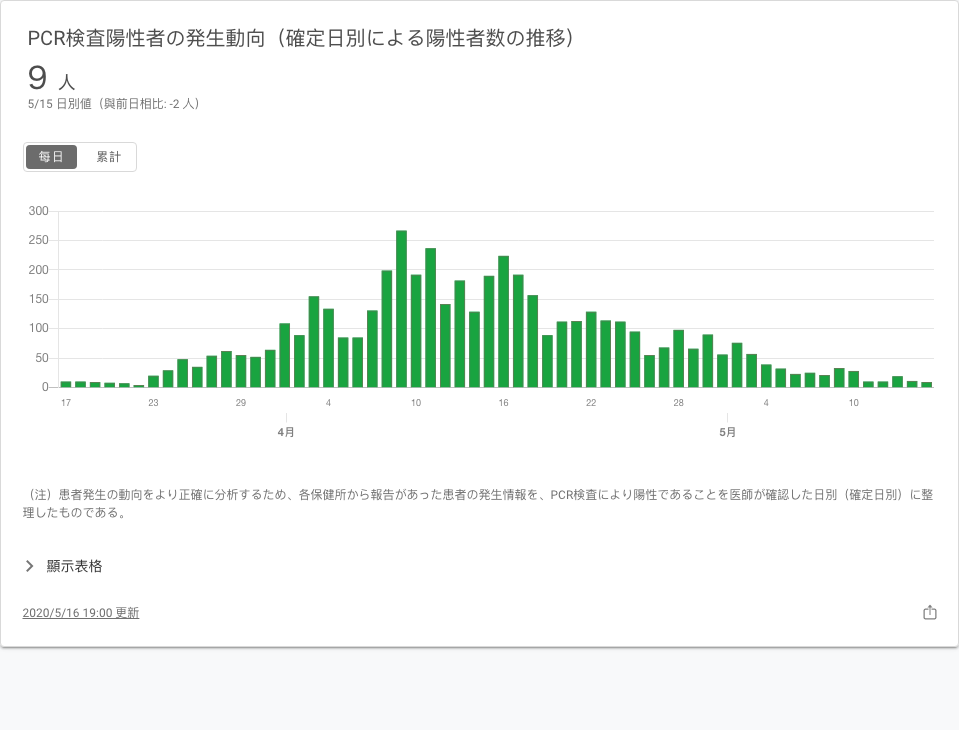 PCR検査陽性者の発生動向（確定日別による陽性者数の推移）
9 人
5/15 日別値（與前日相比: -2 人）
每日 累計
300
250
200
150
100
50
0
17 23 29 4 10 16 22 28 4 10
4月 5月
（注）患者発生の動向をより正確に分析するため、各保健所から報告があった患者の発生情報を、PCR検査により陽性であることを医師が確認した日別（確定日別）に整
理したものである。
顯示表格
2020/5/16 19:00 更新